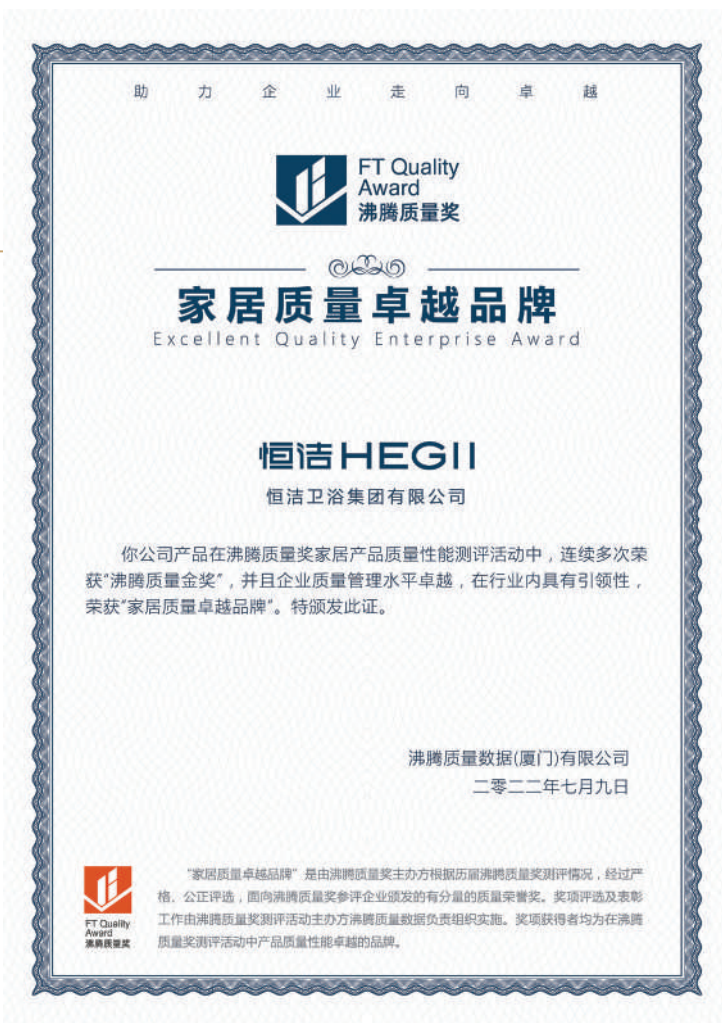 助力企业走向卓越
FT Quality
Award
沸腾质量奖
家居质量卓越品牌
Excellent Quality Enterprise Award
恒洁HEGII
恒洁卫浴集团有限公司
你公司产品在沸腾质量奖家居产品质量性能测评活动中，连续多次荣
获“沸腾质量金奖”，并且企业质量管理水平卓越，在行业内具有引领性，
荣获“家居质量卓越品牌”。特颁发此证。
沸腾质量数据(厦门)有限公司
二零二二年七月九日
“家居质量卓越品牌”是由沸腾质量奖主办方根据历届沸腾质量奖测评情况，经过严
格、公正评选，面向沸腾质量奖参评企业颁发的有分量的质量荣誉奖。奖项评选及表彰
工作由沸腾质量奖测评活动主办方沸腾质量数据负责组织实施。奖项获得者均为在沸腾
质量奖测评活动中产品质量性能卓越的品牌。
FT Quality
Award
沸腾质量奖